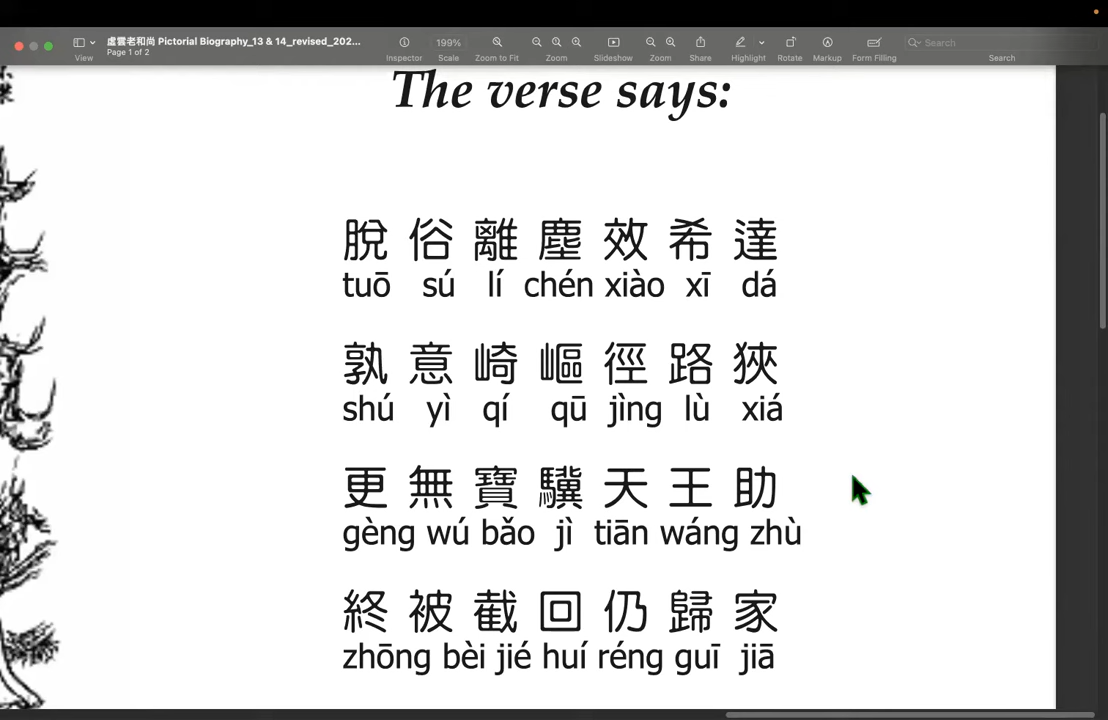 虛雲老和尚 Pictorial Biography_13 & 14_revised_202...
Page 1 of 2
View
Inspector
199%
Scale
Zoom to Fit
Zoom
Slideshow
Zoom
Share
Highlight
Rotate
Markup
Form Filling
Search
Search
The verse says:
脫俗離塵效希達
tuō sú lí chén xiào xī dá
孰意崎嶇徑路狹
shú yì qí qū jìng lù xiá
更無寶驥天王助
gèng wú bǎo jì tiān wáng zhù
終被截回仍歸家
zhōng bèi jié huí réng guī jiā